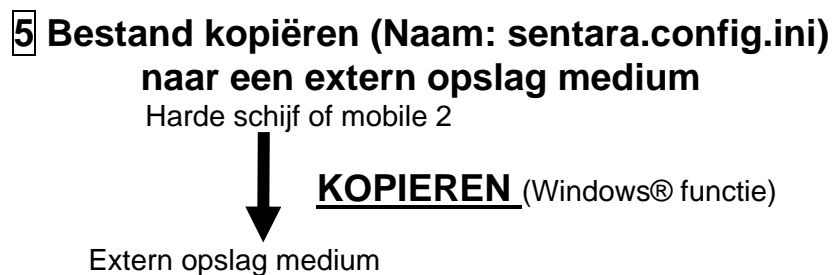 5 Bestand kopiëren (Naam: sentara.config.ini)
naar een extern opslag medium
Harde schijf of mobile 2
KOPIEREN (Windows® functie)
Extern opslag medium